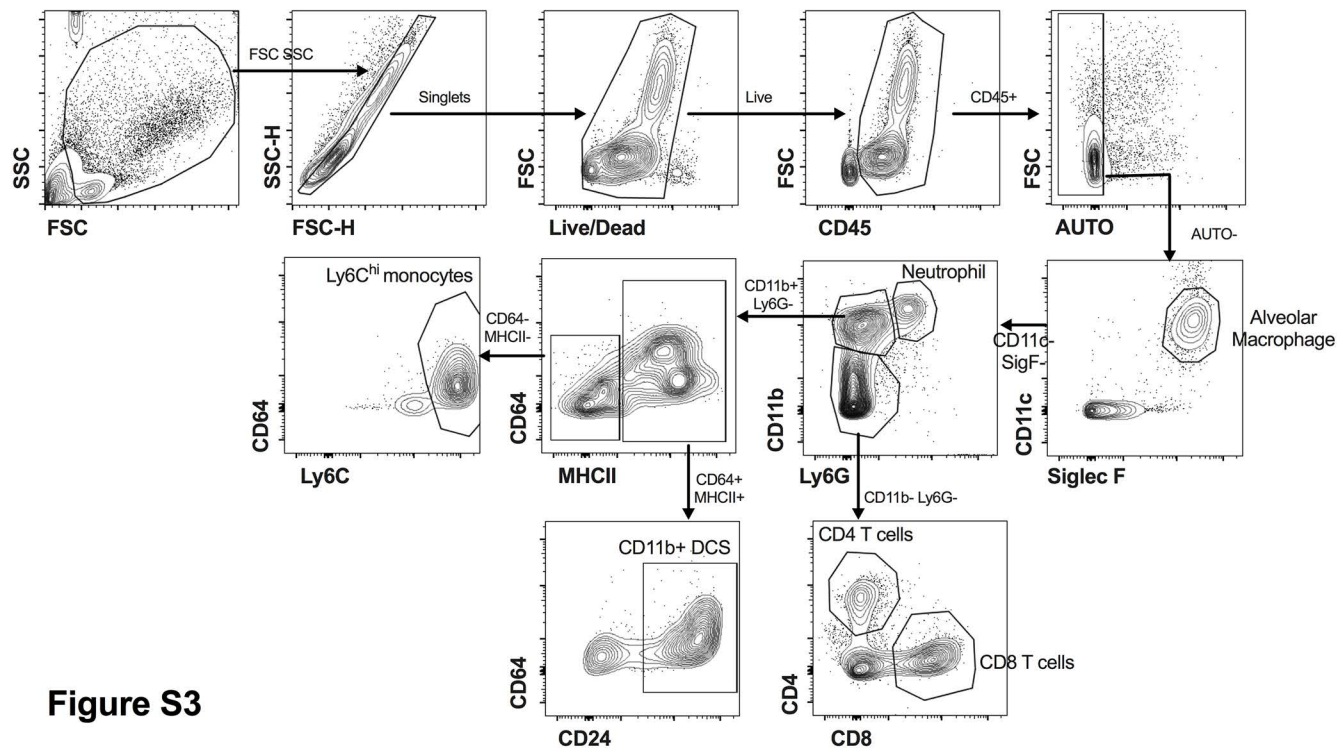 SSC
FSC
FSC SSC
SSC-H
FSC-H
Singlets
FSC
Live/Dead
Live
FSC
CD45
CD45+
FSC
AUTO
AUTO-
Ly6Chi monocytes
CD64
Ly6C
CD64-
MHCII-
CD64
MHCII
CD11b+
Ly6G-
Neutrophil
CD11b
Ly6G
CD11c-
SigF-
CD11c
Siglec F
Alveolar
Macrophage
CD64+
MHCII+
CD11b- Ly6G-
CD11b+ DCS
CD64
CD24
CD4 T cells
CD8 T cells
CD4
CD8
Figure S3